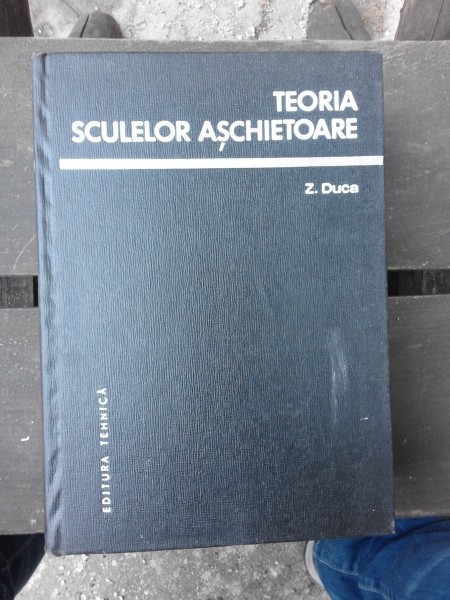 TEORIA
SCULELOR AȘCHIETOARE
Z. Duca
EDITURA TEHNICĂ